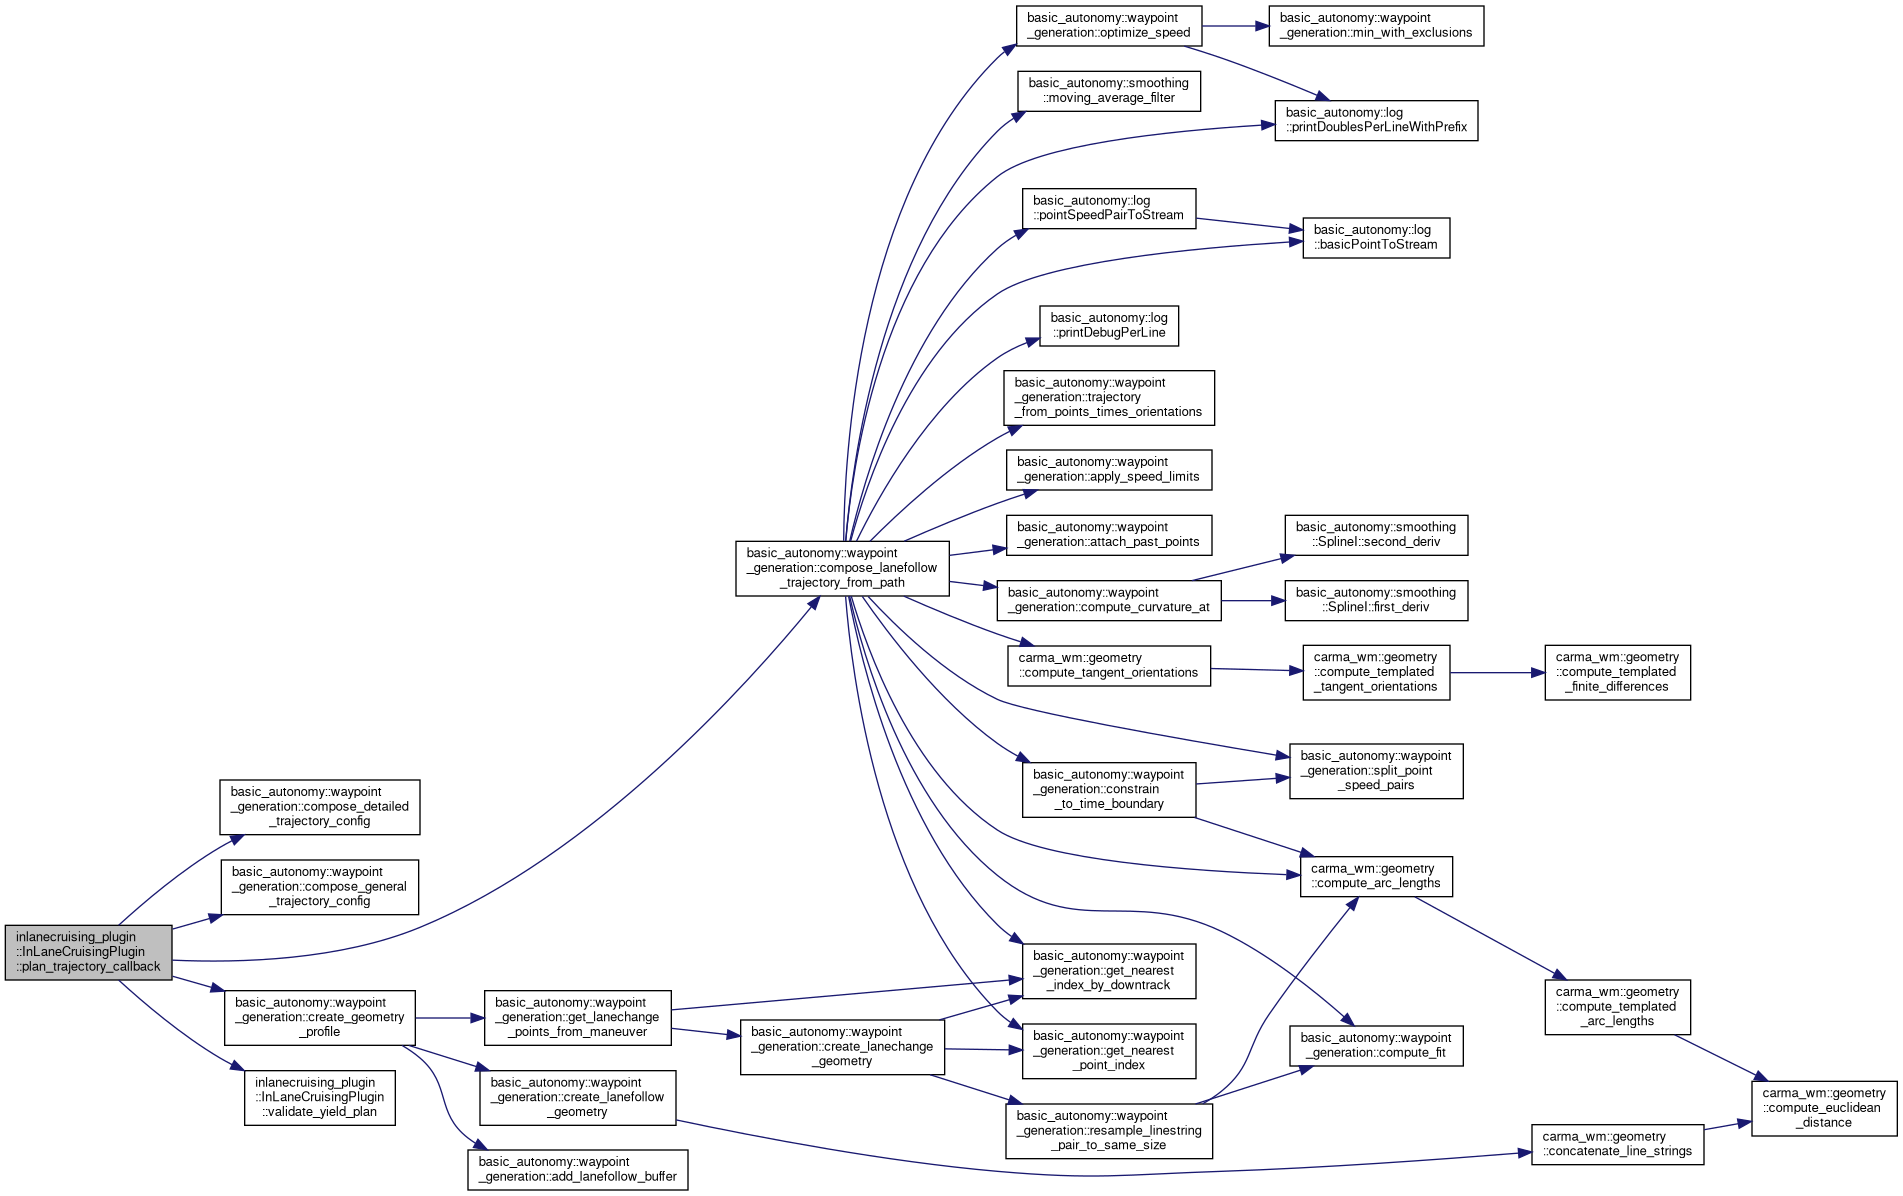 basic_autonomy::waypoint
_generation::optimize_speed
basic_autonomy::waypoint
_generation::min_with_exclusions
basic_autonomy::smoothing
::moving_average_filter
basic_autonomy::log
::printDoublesPerLineWithPrefix
basic_autonomy::log
::pointSpeedPairToStream
basic_autonomy::log
::basicPointToStream
basic_autonomy::log
::printDebugPerLine
basic_autonomy::waypoint
_generation::trajectory
_from_points_times_orientations
basic_autonomy::waypoint
_generation::apply_speed_limits
basic_autonomy::waypoint
_generation::attach_past_points
basic_autonomy::smoothing
::SplineI::second_deriv
basic_autonomy::waypoint
_generation::compose_lanefollow
_trajectory_from_path
basic_autonomy::waypoint
_generation::compute_curvature_at
basic_autonomy::smoothing
::SplineI::first_deriv
carma_wm::geometry
::compute_tangent_orientations
carma_wm::geometry
::compute_templated
_tangent_orientations
carma_wm::geometry
::compute_templated
_finite_differences
basic_autonomy::waypoint
_generation::split_point
_speed_pairs
basic_autonomy::waypoint
_generation::constrain
_to_time_boundary
basic_autonomy::waypoint
_generation::compose_detailed
_trajectory_config
basic_autonomy::waypoint
_generation::compose_general
_trajectory_config
carma_wm::geometry
::compute_arc_lengths
inlanecruising_plugin
::InLaneCruisingPlugin
::plan_trajectory_callback
basic_autonomy::waypoint
_generation::get_nearest
_index_by_downtrack
basic_autonomy::waypoint
_generation::create_geometry
_profile
basic_autonomy::waypoint
_generation::get_lanechange
_points_from_maneuver
carma_wm::geometry
::compute_templated
_arc_lengths
basic_autonomy::waypoint
_generation::create_lanechange
_geometry
basic_autonomy::waypoint
_generation::get_nearest
_point_index
basic_autonomy::waypoint
_generation::compute_fit
inlanecruising_plugin
::InLaneCruisingPlugin
::validate_yield_plan
basic_autonomy::waypoint
_generation::create_lanefollow
_geometry
carma_wm::geometry
::compute_euclidean
_distance
basic_autonomy::waypoint
_generation::resample_linestring
_pair_to_same_size
carma_wm::geometry
::concatenate_line_strings
basic_autonomy::waypoint
_generation::add_lanefollow_buffer